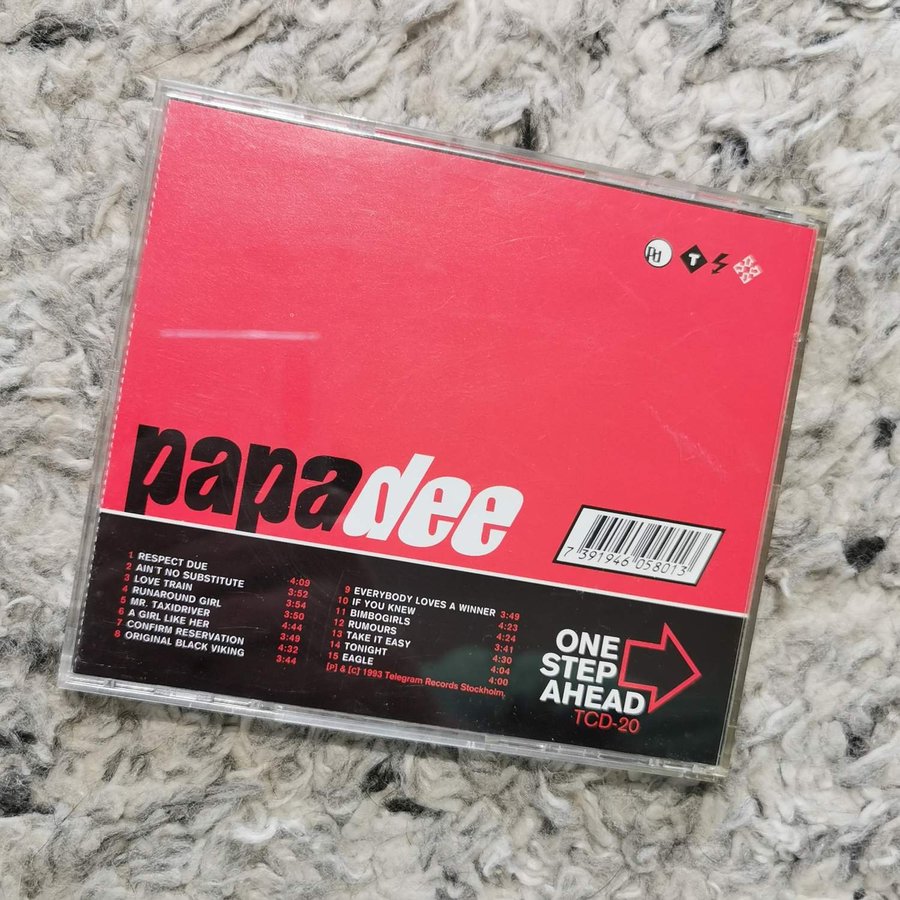 Pd T
papadee
7 391946 058013
1 RESPECT DUE 4:09
2 AIN'T NO SUBSTITUTE 3:52
3 LOVE TRAIN 3:54
4 RUNAROUND GIRL 3:50
5 MR. TAXIDRIVER 4:44
6 A GIRL LIKE HER 3:49
7 CONFIRM RESERVATION 4:32
8 ORIGINAL BLACK VIKING 3:44
9 EVERYBODY LOVES A WINNER 3:49
10 IF YOU KNEW 4:23
11 BIMBOGIRLS 4:24
12 RUMOURS 3:41
13 TAKE IT EASY 4:30
14 TONIGHT 4:04
15 EAGLE 4:00
[P] & [C] 1993 Telegram Records Stockholm.
ONE
STEP
AHEAD
TCD-20